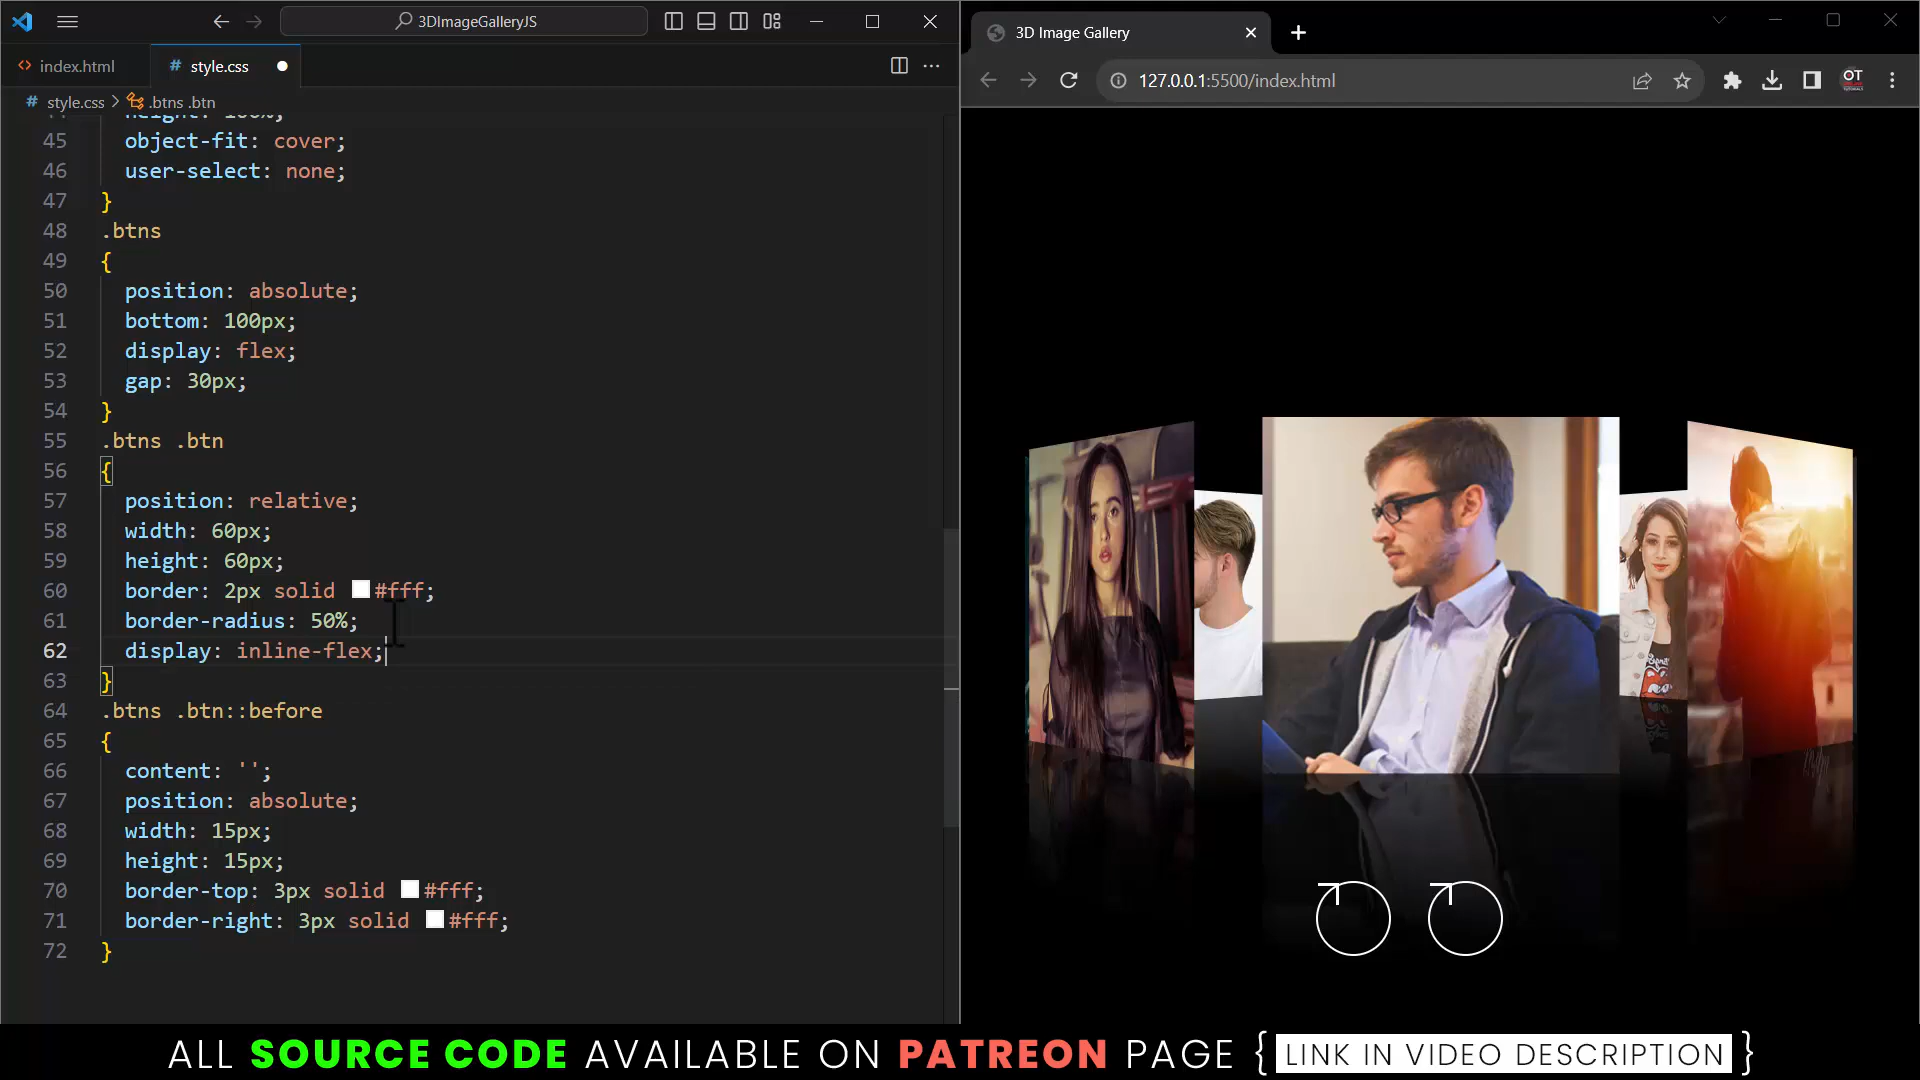 3DImageGalleryJS
index.html
# style.css
# style.css > .btns .btn
44 height: 100%;
45 object-fit: cover;
46 user-select: none;
47 }
48 .btns
49 {
50 position: absolute;
51 bottom: 100px;
52 display: flex;
53 gap: 30px;
54 }
55 .btns .btn
56 {
57 position: relative;
58 width: 60px;
59 height: 60px;
60 border: 2px solid #fff;
61 border-radius: 50%;
62 display: inline-flex;
63 }
64 .btns .btn::before
65 {
66 content: '';
67 position: absolute;
68 width: 15px;
69 height: 15px;
70 border-top: 3px solid #fff;
71 border-right: 3px solid #fff;
72 }
3D Image Gallery
127.0.0.1:5500/index.html
OT
ALL SOURCE CODE AVAILABLE ON PATREON PAGE { LINK IN VIDEO DESCRIPTION }